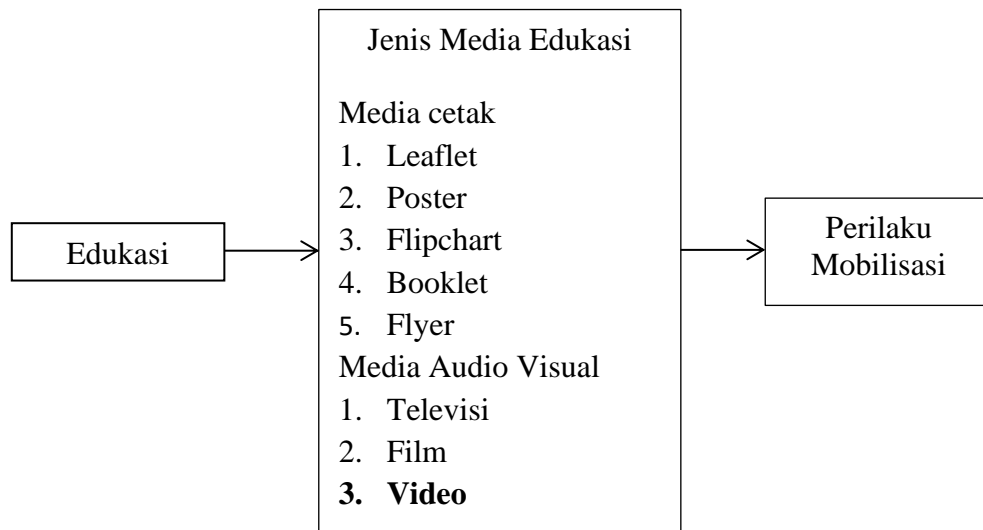 Edukasi
Jenis Media Edukasi
Media cetak
1. Leaflet
2. Poster
3. Flipchart
4. Booklet
5. Flyer
Media Audio Visual
1. Televisi
2. Film
3. Video
Perilaku
Mobilisasi